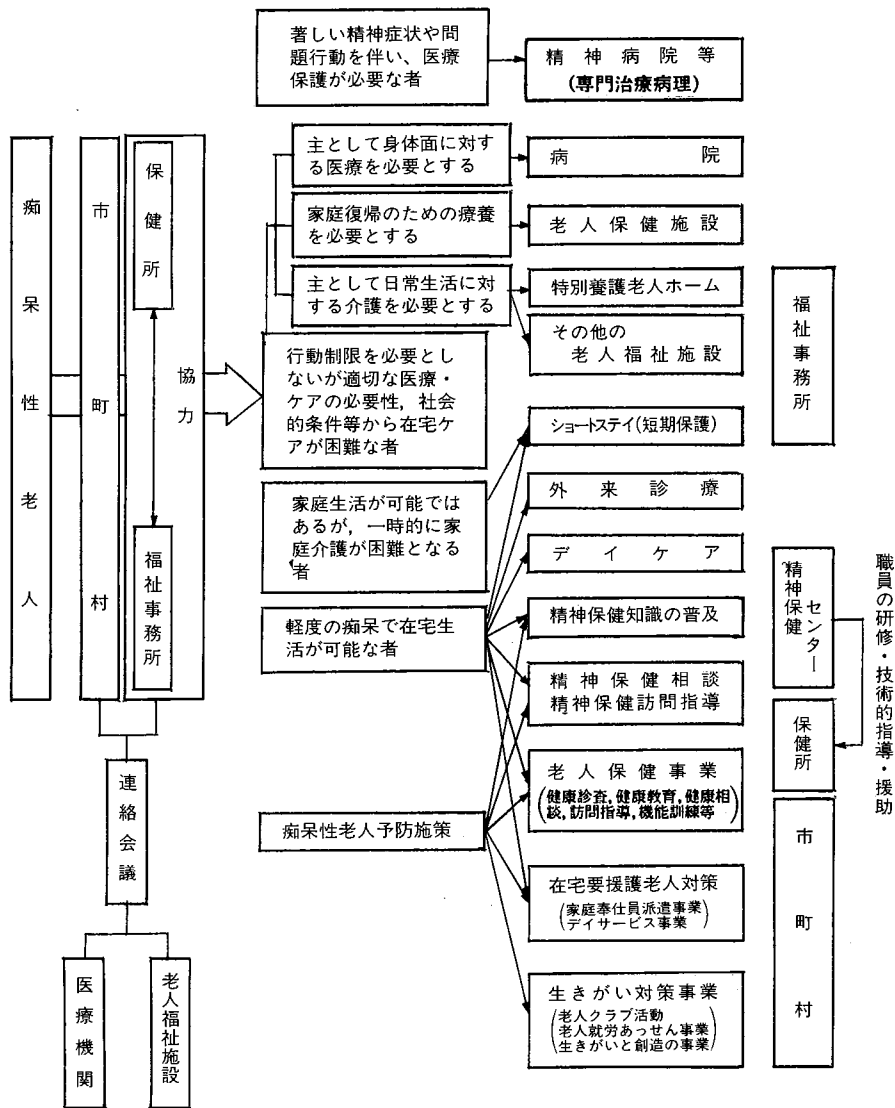 著しい精神症状や問
題行動を伴い、医療
保護が必要な者
精神病院等
(専門治療病理)
主として身体面に対す
る医療を必要とする
病院
家庭復帰のための療養
を必要とする
老人保健施設
主として日常生活に対
する介護を必要とする
特別養護老人ホーム
その他の
老人福祉施設
痴呆性老人
市町村
保健所
協力
福祉事務所
行動制限を必要とし
ないが適切な医療・
ケアの必要性,社会
的条件等から在宅ケ
アが困難な者
ショートステイ(短期保護)
福祉事務所
家庭生活が可能では
あるが,一時的に家
庭介護が困難となる
者
外来診療
デイケア
軽度の痴呆で在宅生
活が可能な者
精神保健知識の普及
精神保健相談
精神保健訪問指導
精神保健
センター
職員の研修・技術的指導・援助
保健所
連絡会議
医療機関
老人福祉施設
痴呆性老人予防施策
老人保健事業
(健康診査,健康教育,健康相
談,訪問指導,機能訓練等)
在宅要援護老人対策
(家庭奉仕員派遣事業
デイサービス事業)
生きがい対策事業
(老人クラブ活動
老人就労あっせん事業
生きがいと創造の事業)
市町村